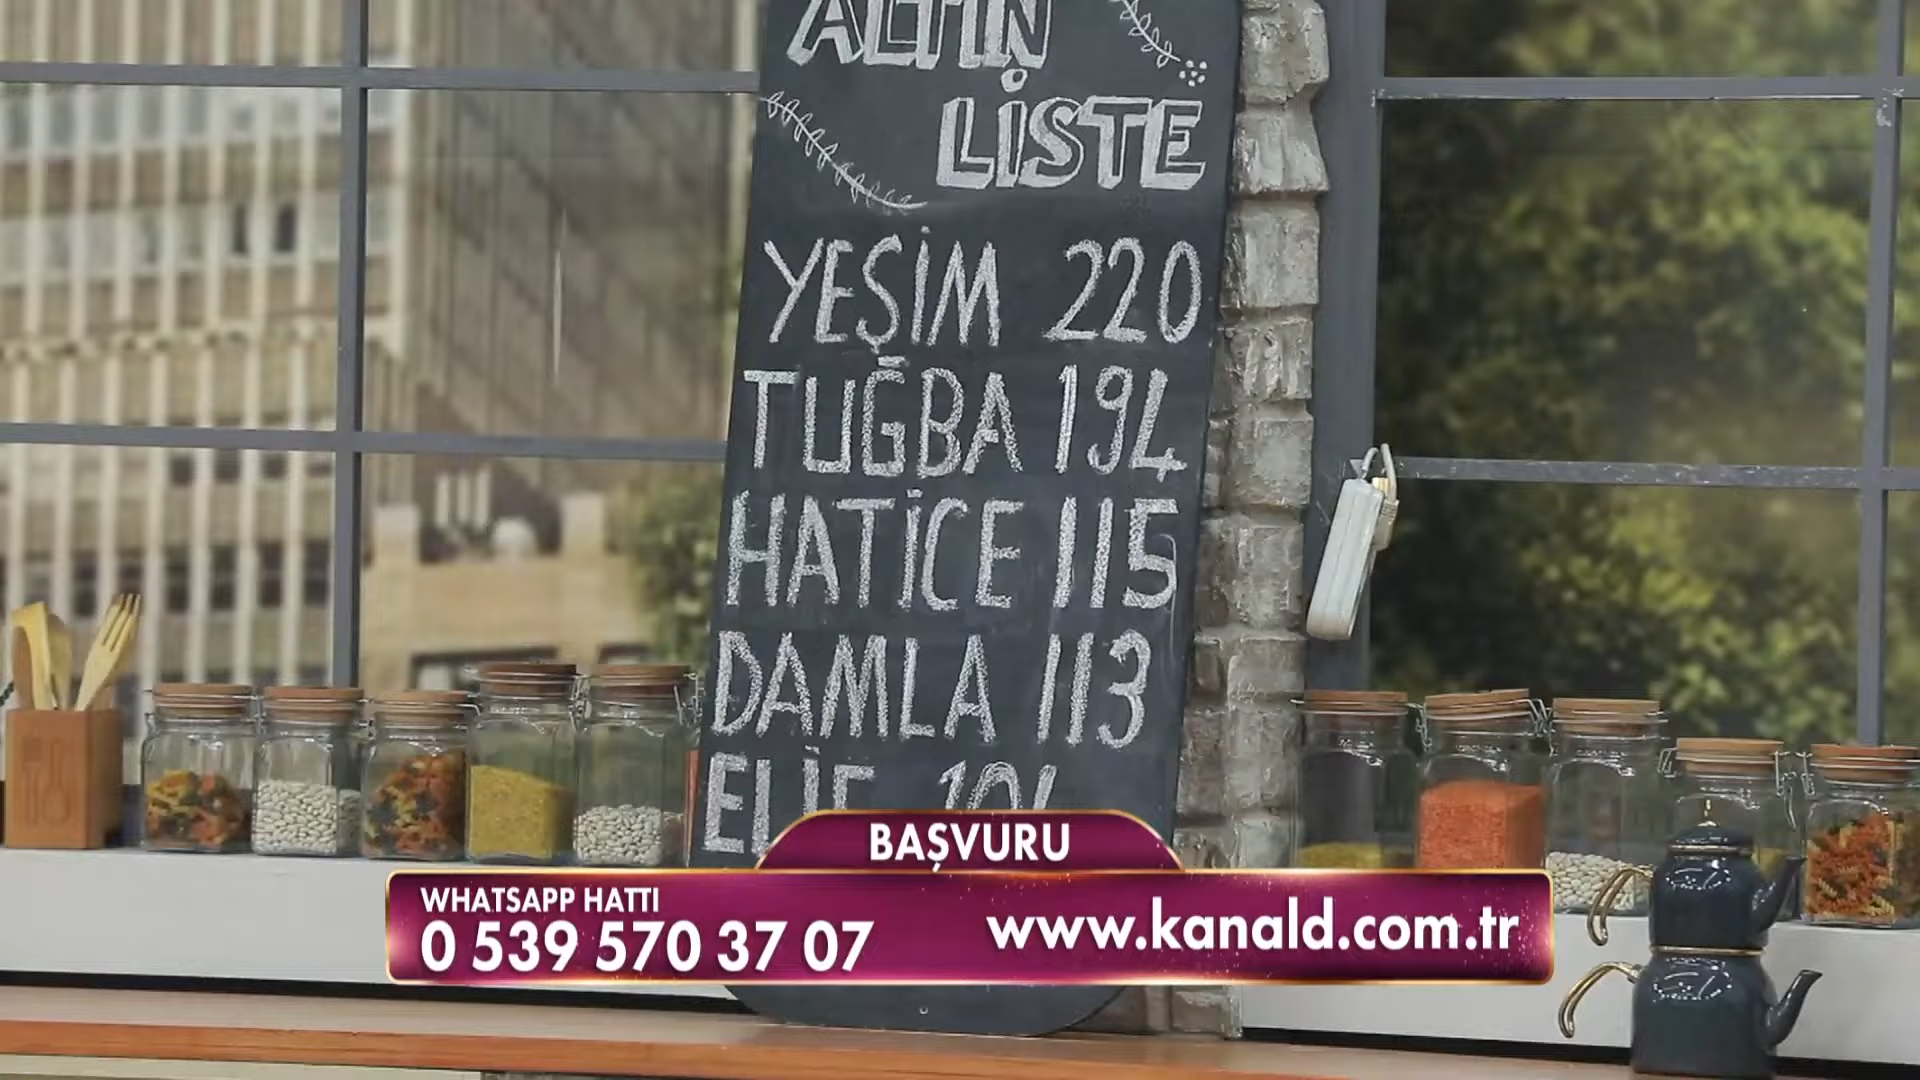 ALTIN
LİSTE
YEŞİM 220
TUĞBA 194
HATİCE 115
DAMLA 113
ELİF
BAŞVURU
WHATSAPP HATTI
0 539 570 37 07
www.kanald.com.tr